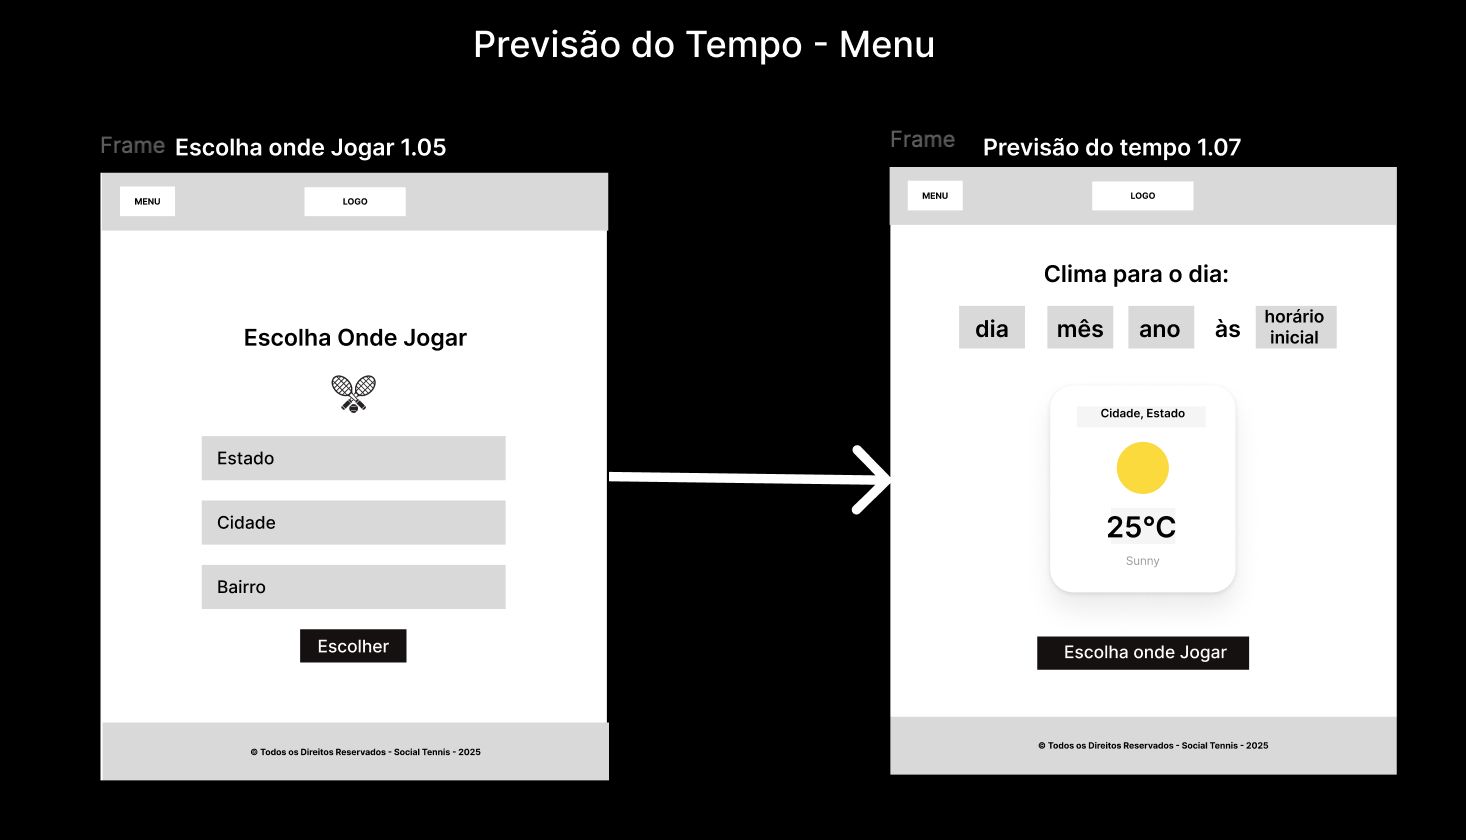 Previsão do Tempo - Menu
Frame
Escolha onde Jogar 1.05
MENU
LOGO
Escolha Onde Jogar
Estado
Cidade
Bairro
Escolher
© Todos os Direitos Reservados - Social Tennis - 2025
Frame
Previsão do tempo 1.07
MENU
LOGO
Clima para o dia:
dia mês ano às horário
inicial
Cidade, Estado
25°C
Sunny
Escolha onde Jogar
© Todos os Direitos Reservados - Social Tennis - 2025